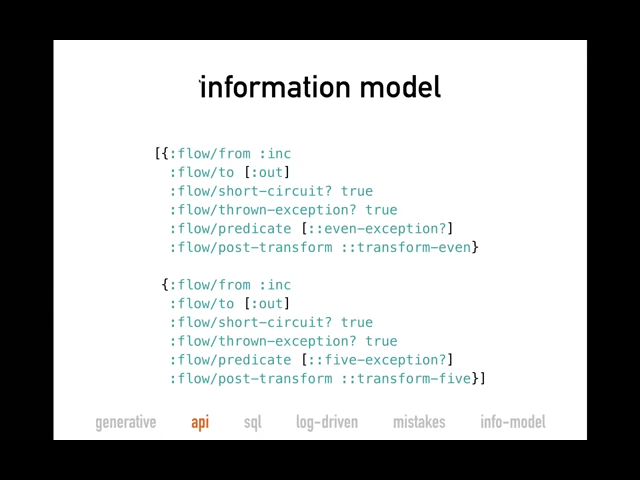 information model
[{:flow/from :inc
:flow/to [:out]
:flow/short-circuit? true
:flow/thrown-exception? true
:flow/predicate [::even-exception?]
:flow/post-transform ::transform-even}
{:flow/from :inc
:flow/to [:out]
:flow/short-circuit? true
:flow/thrown-exception? true
:flow/predicate [::five-exception?]
:flow/post-transform ::transform-five}]
generative api sql log-driven mistakes info-model